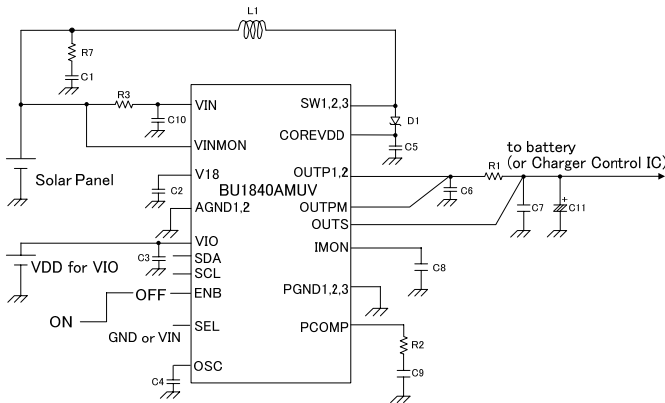 L1
R7
C1
R3
C10
VIN
SW1,2,3
D1
VINMON
COREVDD
C5
to battery
(or Charger Control IC)
Solar Panel
V18
OUTP1,2
R1
C2
BU1840AMUV
C6
AGND1,2
OUTPM
C7
C11
+
OUTS
VIO
IMON
VDD for VIO
C3
SDA
SCL
C8
OFF
ENB
PGND1,2,3
ON
SEL
GND or VIN
PCOMP
R2
OSC
C4
C9